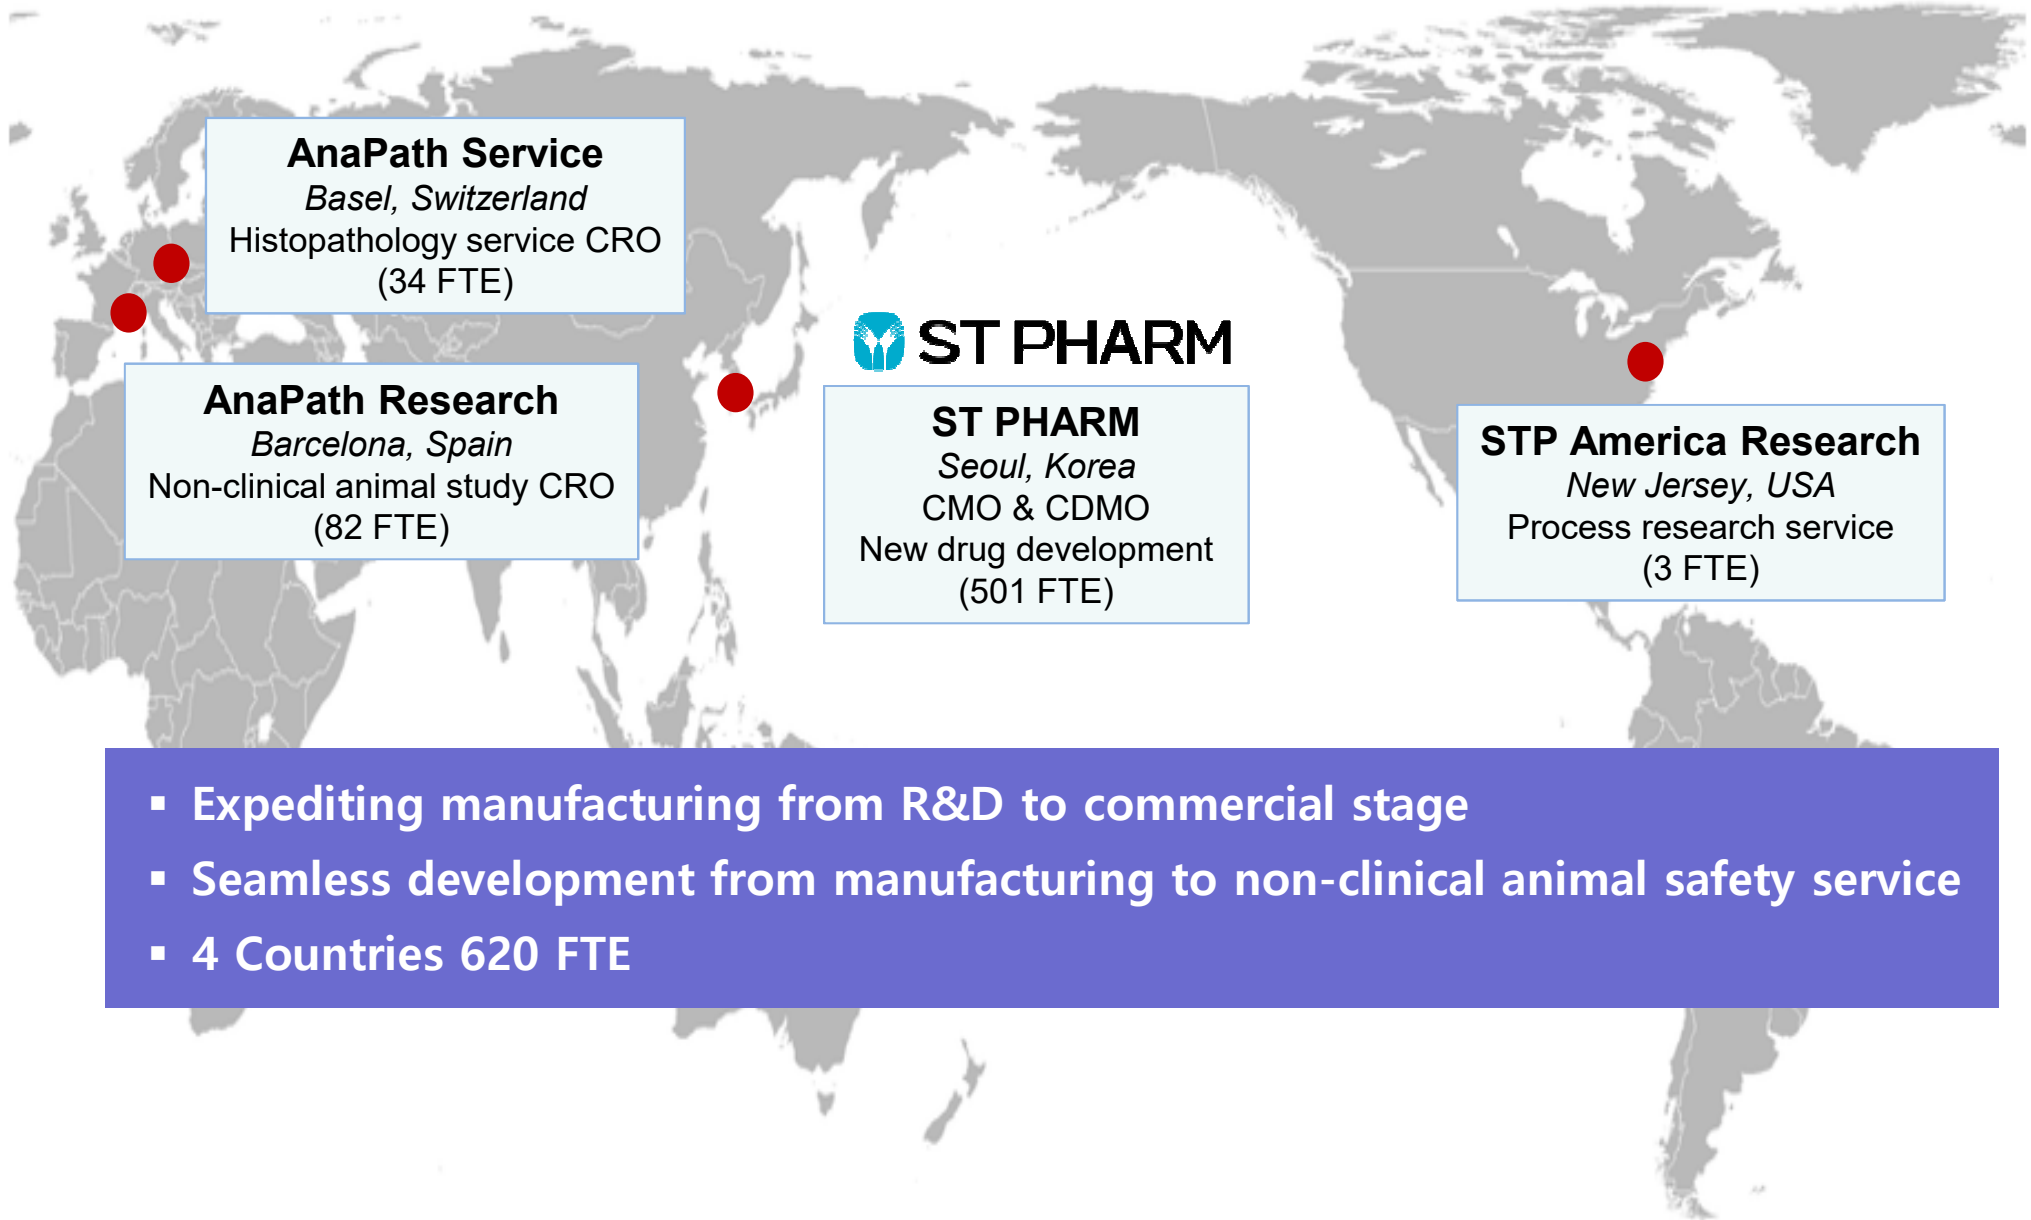 AnaPath Service
Basel, Switzerland
Histopathology service CRO
(34 FTE)
AnaPath Research
Barcelona, Spain
Non-clinical animal study CRO
(82 FTE)
ST PHARM
ST PHARM
Seoul, Korea
CMO & CDMO
New drug development
(501 FTE)
STP America Research
New Jersey, USA
Process research service
(3 FTE)
▪ Expediting manufacturing from R&D to commercial stage
▪ Seamless development from manufacturing to non-clinical animal safety service
▪ 4 Countries 620 FTE